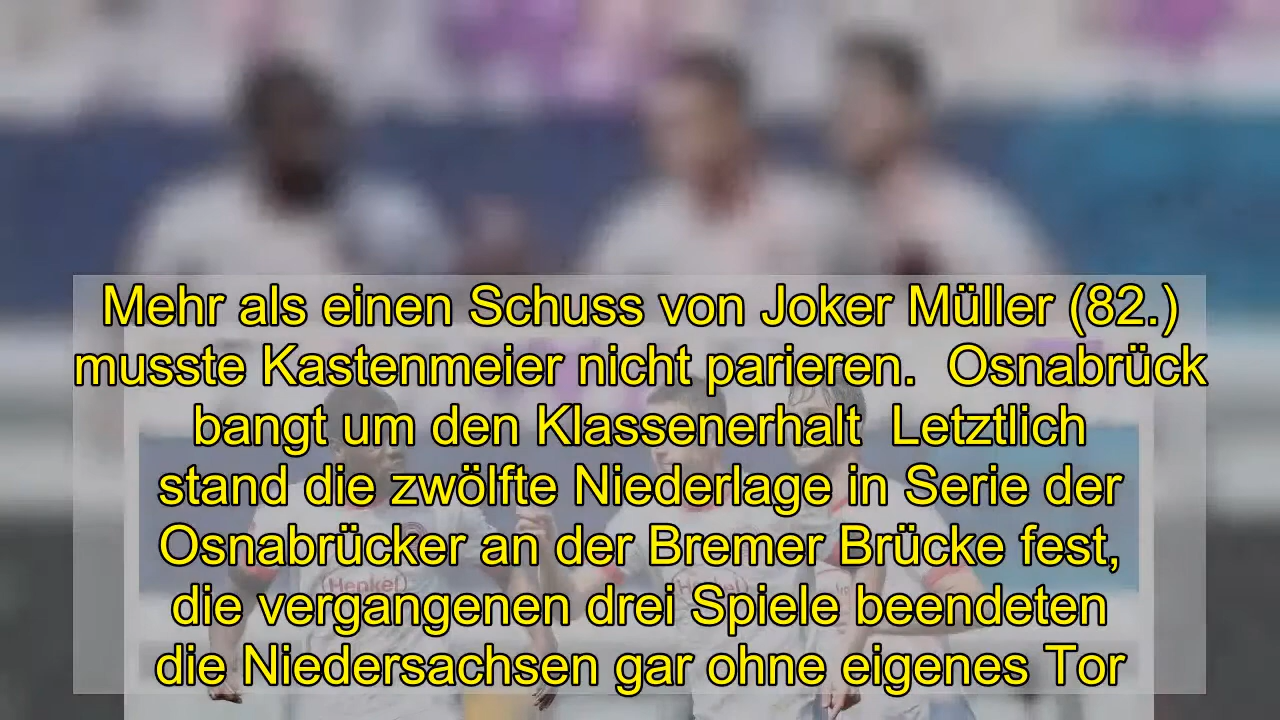 Mehr als einen Schuss von Joker Müller (82.)
musste Kastenmeier nicht parieren.  Osnabrück
bangt um den Klassenerhalt  Letztlich
stand die zwölfte Niederlage in Serie der
Osnabrücker an der Bremer Brücke fest,
die vergangenen drei Spiele beendeten
die Niedersachsen gar ohne eigenes Tor
Henkel
Henkel